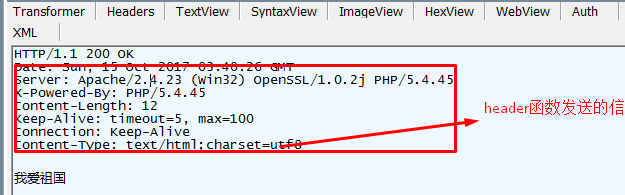 Transformer Headers TextView SyntaxView ImageView HexView WebView Auth
XML
HTTP/1.1 200 OK
Date: Sun, 15 Oct 2017 03:40:26 GMT
Server: Apache/2.4.23 (Win32) OpenSSL/1.0.2j PHP/5.4.45
X-Powered-By: PHP/5.4.45
Content-Length: 12
Keep-Alive: timeout=5, max=100
Connection: Keep-Alive
Content-Type: text/html;charset=utf8
header函数发送的信
我爱祖国